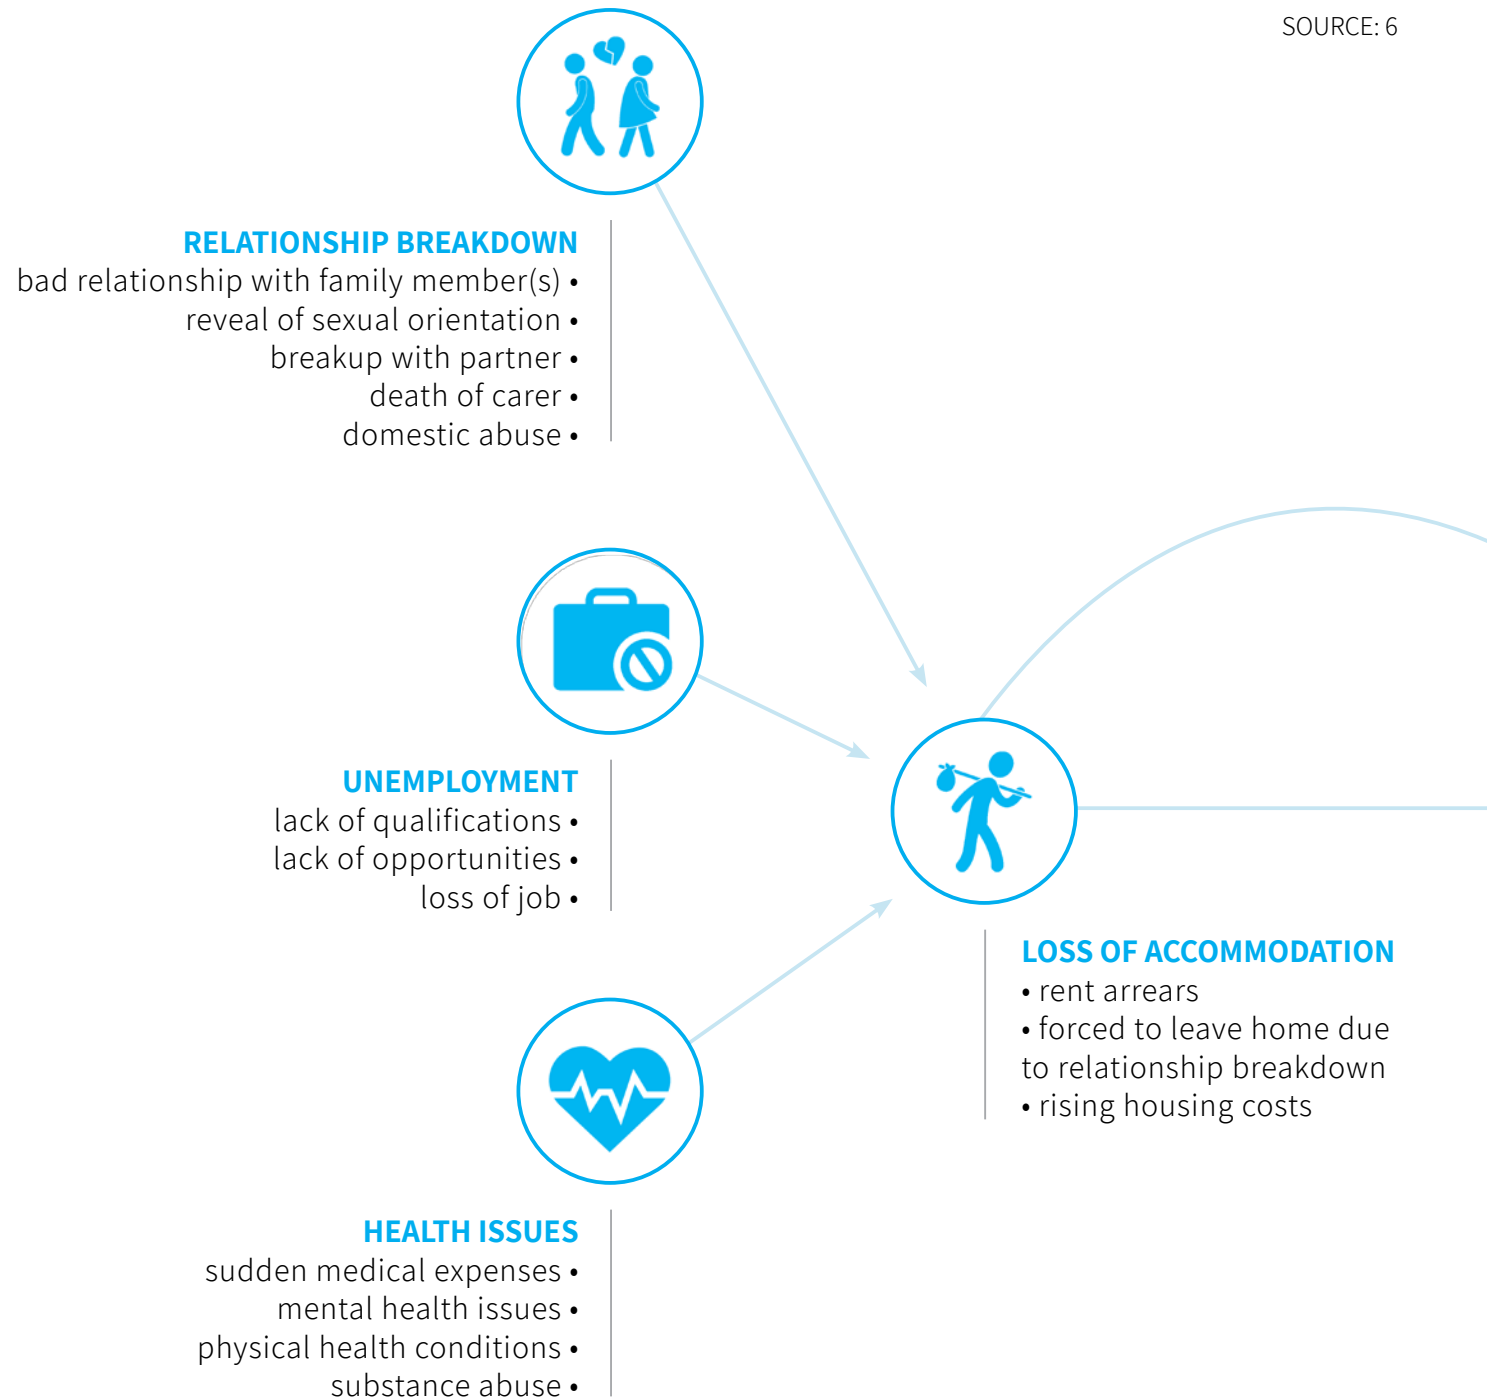 SOURCE: 6
RELATIONSHIP BREAKDOWN
bad relationship with family member(s) •
reveal of sexual orientation •
breakup with partner •
death of carer •
domestic abuse •
UNEMPLOYMENT
lack of qualifications •
lack of opportunities •
loss of job •
LOSS OF ACCOMMODATION
• rent arrears
• forced to leave home due
to relationship breakdown
• rising housing costs
HEALTH ISSUES
sudden medical expenses •
mental health issues •
physical health conditions •
substance abuse •